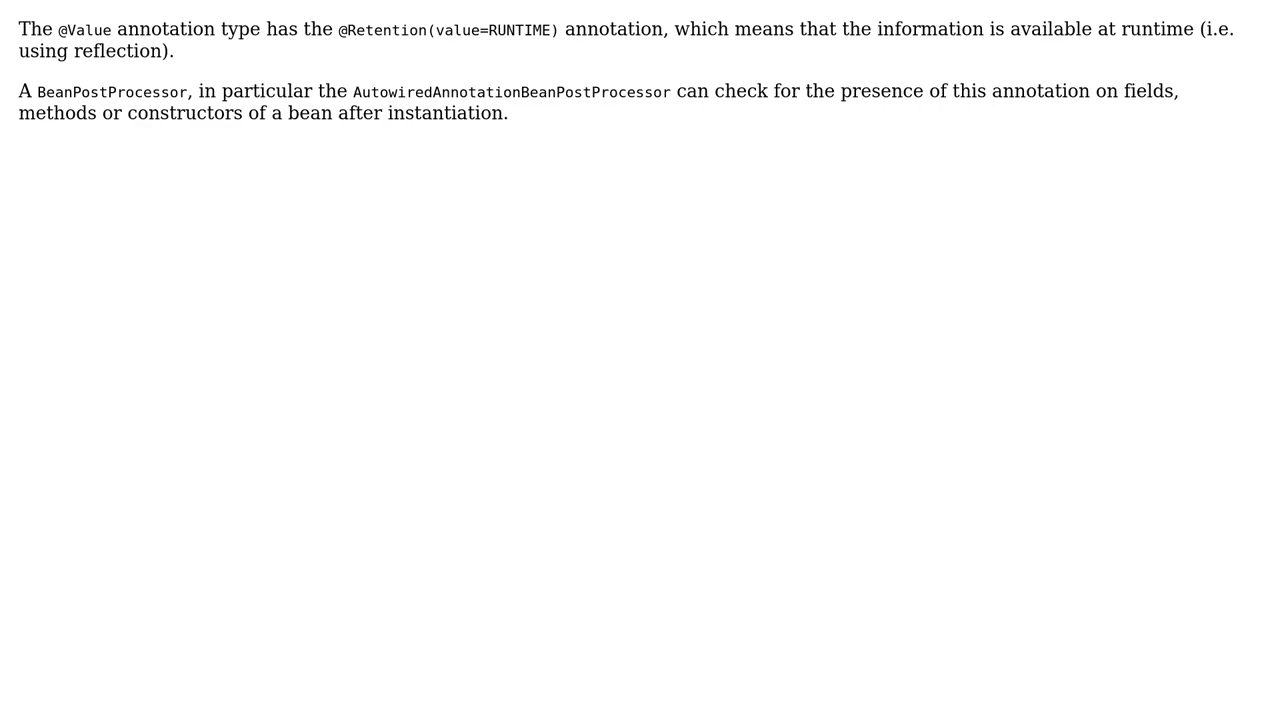 The @Value annotation type has the @Retention(value=RUNTIME) annotation, which means that the information is available at runtime (i.e.
using reflection).
A BeanPostProcessor, in particular the AutowiredAnnotationBeanPostProcessor can check for the presence of this annotation on fields,
methods or constructors of a bean after instantiation.